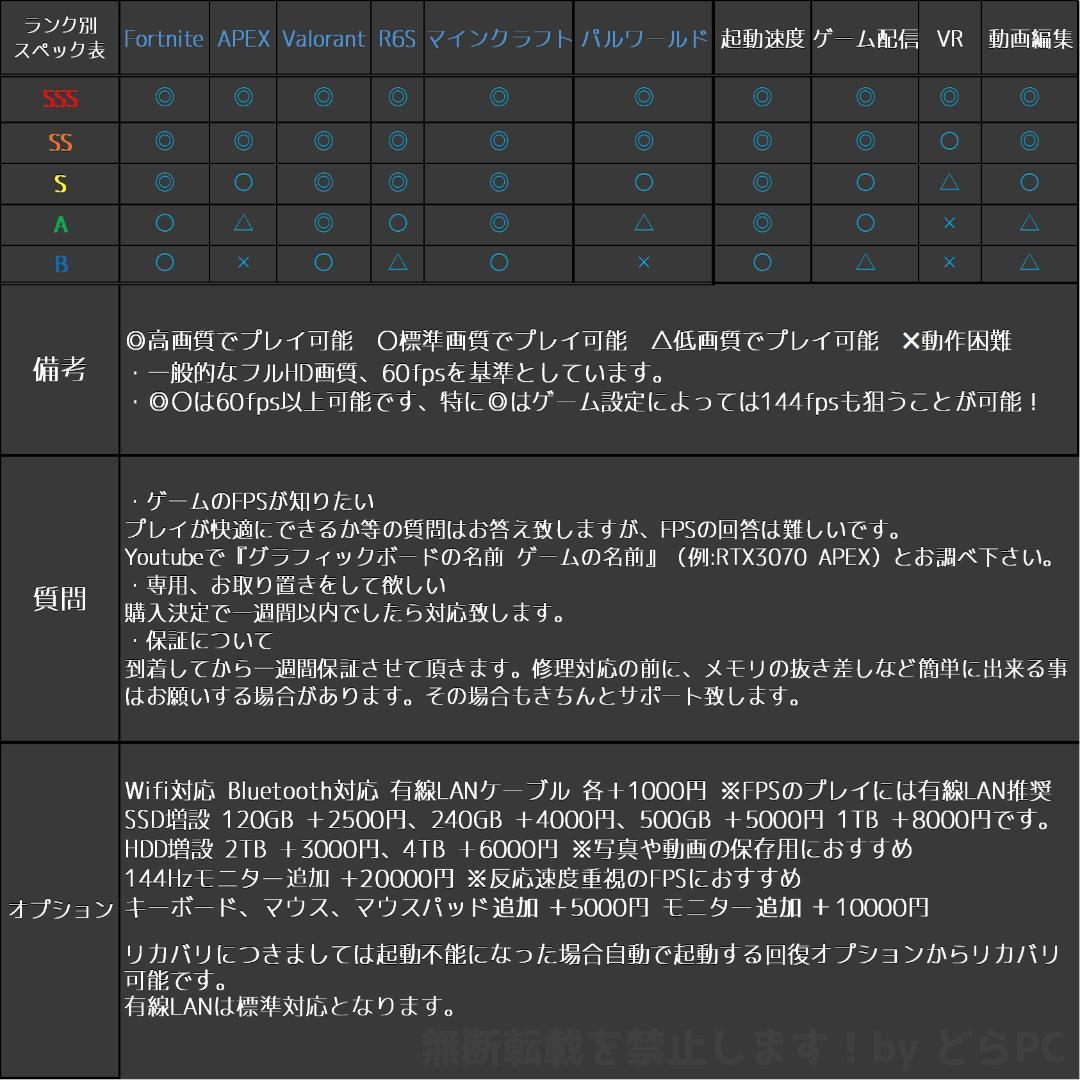 ランク別
スペック表
Fortnite APEX Valorant R6S マインクラフト パルワールド 起動速度 ゲーム配信 VR 動画編集
SSS ◎ ◎ ◎ ◎ ◎ ◎ ◎ ◎ ◎ ◎
SS ◎ ◎ ◎ ◎ ◎ ◎ ◎ ◎ ○ ◎
S ◎ ○ ◎ ◎ ◎ ○ ◎ ○ △ ○
A ○ △ ◎ ○ ◎ △ ◎ ○ × △
B ○ × ○ △ ○ × ○ △ × △
備考
◎高画質でプレイ可能　〇標準画質でプレイ可能　△低画質でプレイ可能　×動作困難
・一般的なフルHD画質、60fpsを基準としています。
・◎〇は60fps以上可能です、特に◎はゲーム設定によっては144fpsも狙うことが可能！
質問
・ゲームのFPSが知りたい
プレイが快適にできるか等の質問はお答え致しますが、FPSの回答は難しいです。
Youtubeで『グラフィックボードの名前 ゲームの名前』（例:RTX3070 APEX）とお調べ下さい。
・専用、お取り置きをして欲しい
購入決定で一週間以内でしたら対応致します。
・保証について
到着してから一週間保証させて頂きます。修理対応の前に、メモリの抜き差しなど簡単に出来る事
はお願いする場合があります。その場合もきちんとサポート致します。
オプション
Wifi対応 Bluetooth対応 有線LANケーブル 各＋1000円 ※FPSのプレイには有線LAN推奨
SSD増設 120GB ＋2500円、240GB ＋4000円、500GB ＋5000円 1TB ＋8000円です。
HDD増設 2TB ＋3000円、4TB ＋6000円 ※写真や動画の保存用におすすめ
144Hzモニター追加 +20000円 ※反応速度重視のFPSにおすすめ
キーボード、マウス、マウスパッド追加 ＋5000円 モニター追加 ＋10000円
リカバリにつきましては起動不能になった場合自動で起動する回復オプションからリカバリ
可能です。
有線LANは標準対応となります。
無断転載を禁止します！by どらPC